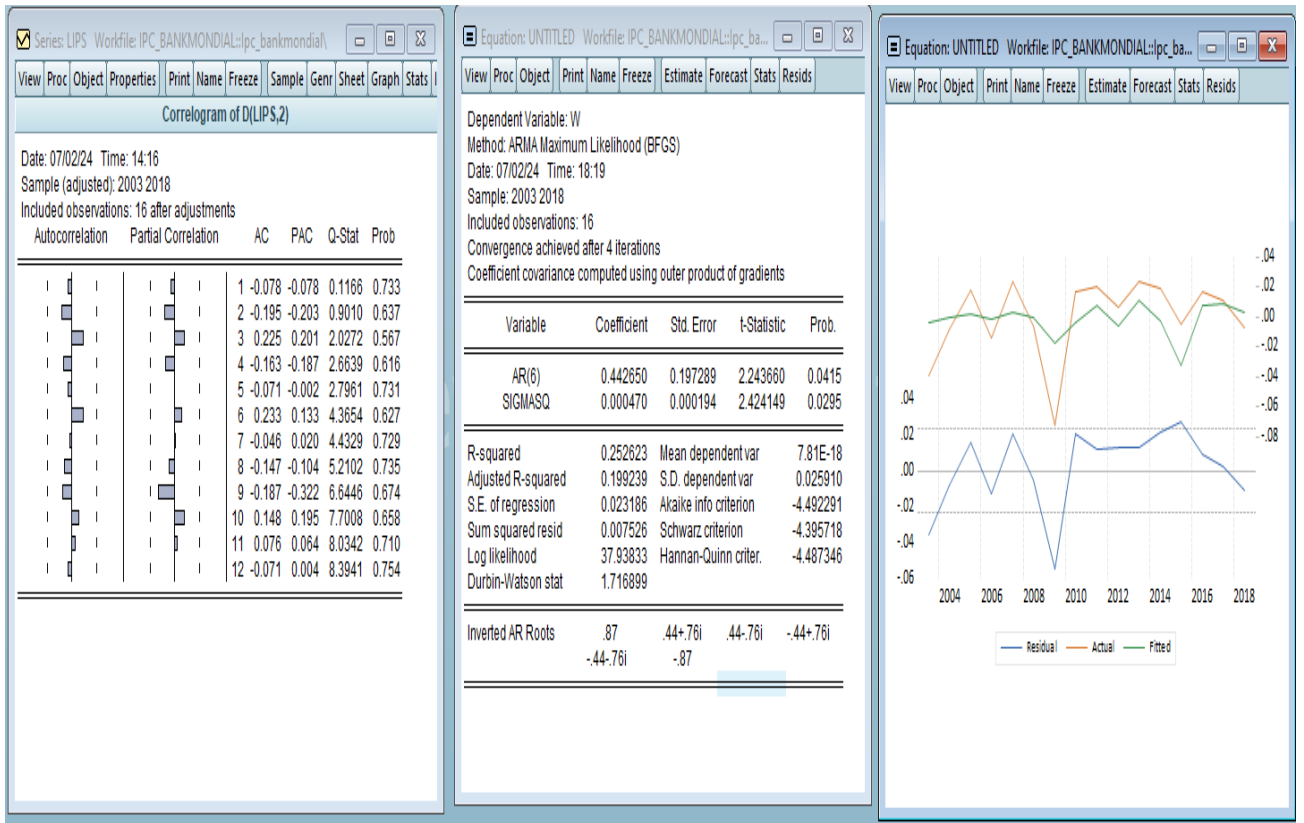 Series: LIPS Workfile: IPC_BANKMONDIAL::Ipc_bankmondial\
View Proc Object Properties Print Name Freeze Sample Genr Sheet Graph Stats
Correlogram of D(LIPS,2)
Date: 07/02/24 Time: 14:16
Sample (adjusted): 2003 2018
Included observations: 16 after adjustments
Autocorrelation Partial Correlation AC PAC Q-Stat Prob
1 -0.078 -0.078 0.1166 0.733
2 -0.195 -0.203 0.9010 0.637
3 0.225 0.201 2.0272 0.567
4 -0.163 -0.187 2.6639 0.616
5 -0.071 -0.002 2.7961 0.731
6 0.233 0.133 4.3654 0.627
7 -0.046 0.020 4.4329 0.729
8 -0.147 -0.104 5.2102 0.735
9 -0.187 -0.322 6.6446 0.674
10 0.148 0.195 7.7008 0.658
11 0.076 0.064 8.0342 0.710
12 -0.071 0.004 8.3941 0.754
Equation: UNTITLED Workfile: IPC_BANKMONDIAL::Ipc_ba...
View Proc Object Print Name Freeze Estimate Forecast Stats Resids
Dependent Variable: W
Method: ARMA Maximum Likelihood (BFGS)
Date: 07/02/24 Time: 18:19
Sample: 2003 2018
Included observations: 16
Convergence achieved after 4 iterations
Coefficient covariance computed using outer product of gradients
Variable Coefficient Std. Error t-Statistic Prob.
AR(6) 0.442650 0.197289 2.243660 0.0415
SIGMASQ 0.000470 0.000194 2.424149 0.0295
R-squared 0.252623 Mean dependent var 7.81E-18
Adjusted R-squared 0.199239 S.D. dependent var 0.025910
S.E. of regression 0.023186 Akaike info criterion -4.492291
Sum squared resid 0.007526 Schwarz criterion -4.395718
Log likelihood 37.93833 Hannan-Quinn criter. -4.487346
Durbin-Watson stat 1.716899
Inverted AR Roots .87 .44+.76i .44-.76i -.44+.76i
-.44-.76i -.87
Equation: UNTITLED Workfile: IPC_BANKMONDIAL::Ipc_ba...
View Proc Object Print Name Freeze Estimate Forecast Stats Resids
.04
.02
.00
-.02
-.04
-.06
-.08
.04
.02
.00
-.02
-.04
-.06
2004 2006 2008 2010 2012 2014 2016 2018
Residual Actual Fitted